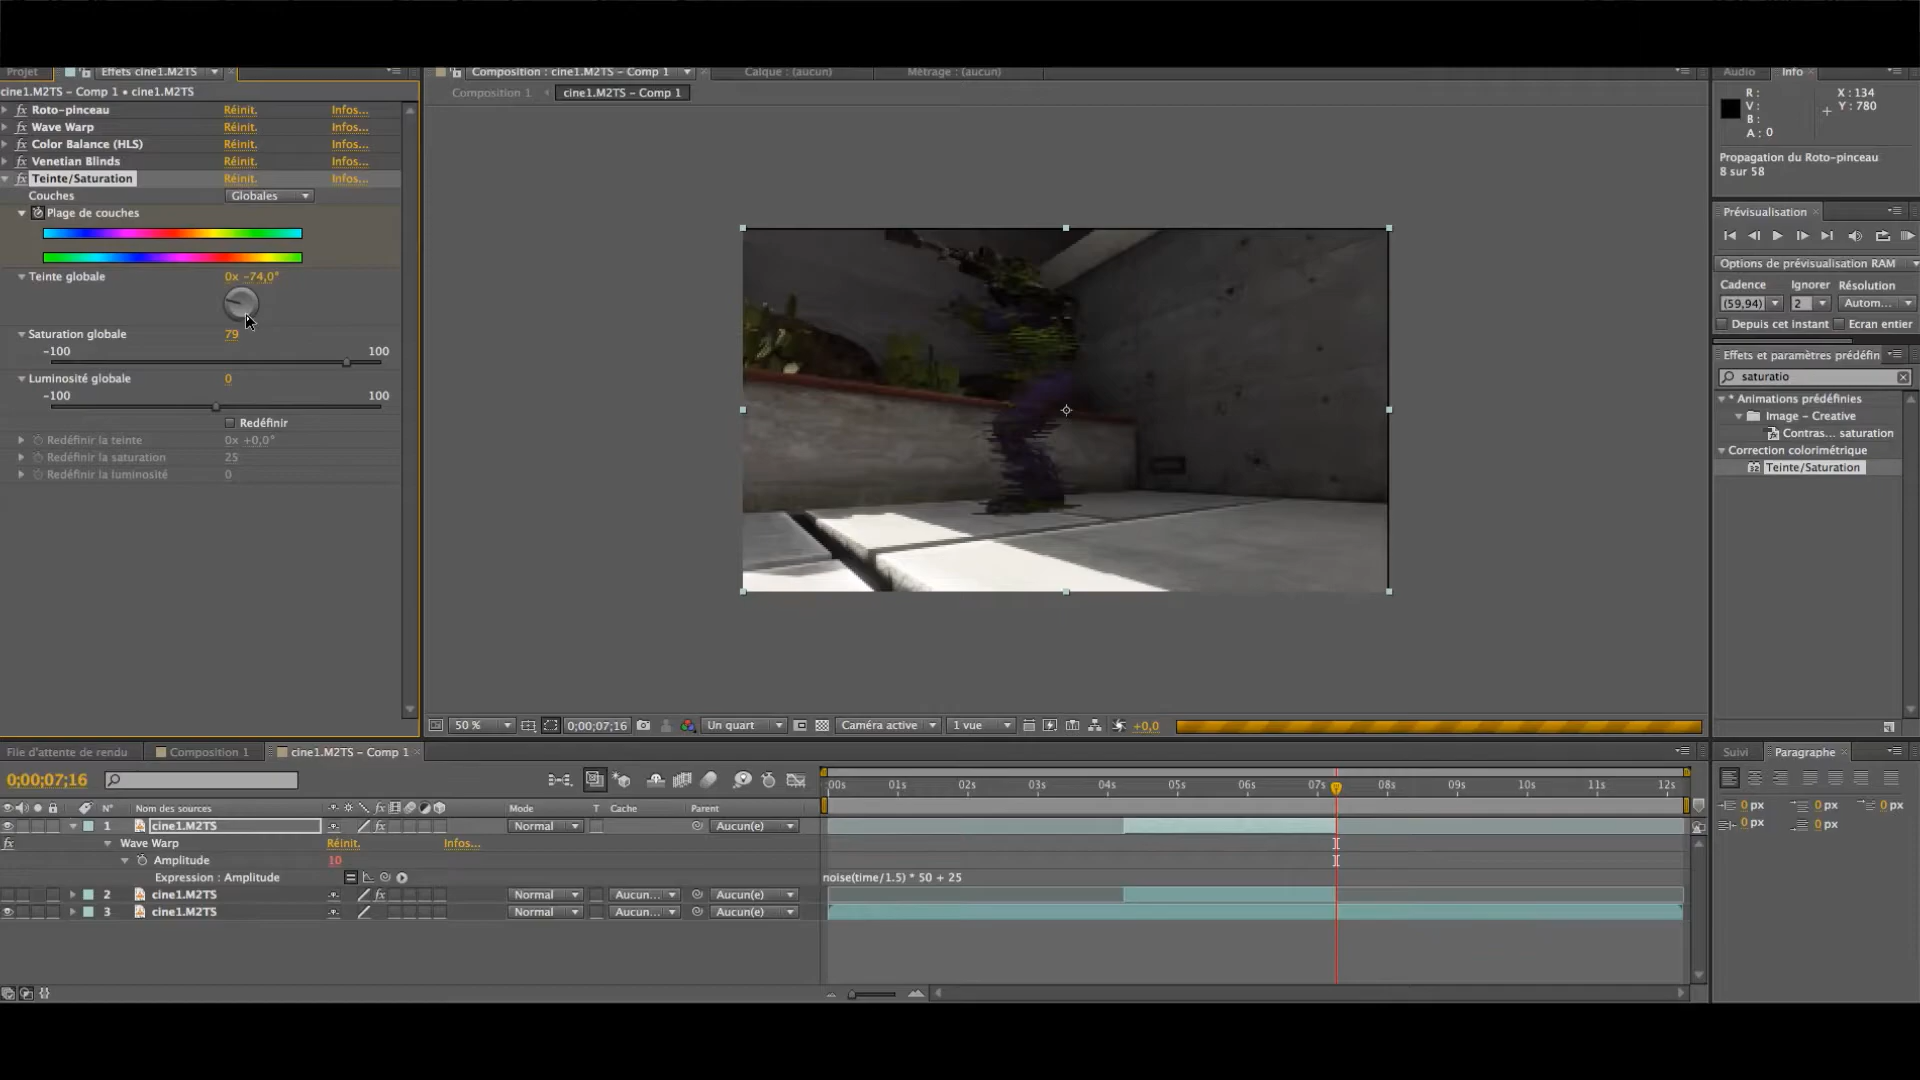 Projet
Effets cine1.M2TS
cine1.M2TS – Comp 1 • cine1.M2TS
fx Roto-pinceau Réinit. Infos...
fx Wave Warp Réinit. Infos...
fx Color Balance (HLS) Réinit. Infos...
fx Venetian Blinds Réinit. Infos...
fx Teinte/Saturation Réinit. Infos...
Couches Globales
Plage de couches
Teinte globale 0x -74,0°
Saturation globale 79
-100 100
Luminosité globale 0
-100 100
Redéfinir
Redéfinir la teinte 0x +0,0°
Redéfinir la saturation 25
Redéfinir la luminosité 0
Composition : cine1.M2TS – Comp 1
Calque : (aucun)
Métrage : (aucun)
Composition 1 cine1.M2TS – Comp 1
50 % 0;00;07;16 Un quart Caméra active 1 vue +0,0
Audio Info
R :
V :
B :
A : 0
X : 134
Y : 780
Propagation du Roto-pinceau
8 sur 58
Prévisualisation
Options de prévisualisation RAM
Cadence Ignorer Résolution
(59,94) 2 Autom...
Depuis cet instant Ecran entier
Effets et paramètres prédéfin
saturatio
* Animations prédéfinies
Image – Creative
Contras... saturation
Correction colorimétrique
32 Teinte/Saturation
Suivi Paragraphe
0 px 0 px 0 px
0 px 0 px
File d'attente de rendu Composition 1 cine1.M2TS – Comp 1
0;00;07;16
:00s 01s 02s 03s 04s 05s 06s 07s 08s 09s 10s 11s 12s
N° Nom des sources fx Mode T Cache Parent
1 cine1.M2TS fx Normal Aucun(e)
fx Wave Warp Réinit. Infos...
Amplitude 10
Expression : Amplitude noise(time/1.5) * 50 + 25
2 cine1.M2TS fx Normal Aucun... Aucun(e)
3 cine1.M2TS Normal Aucun... Aucun(e)